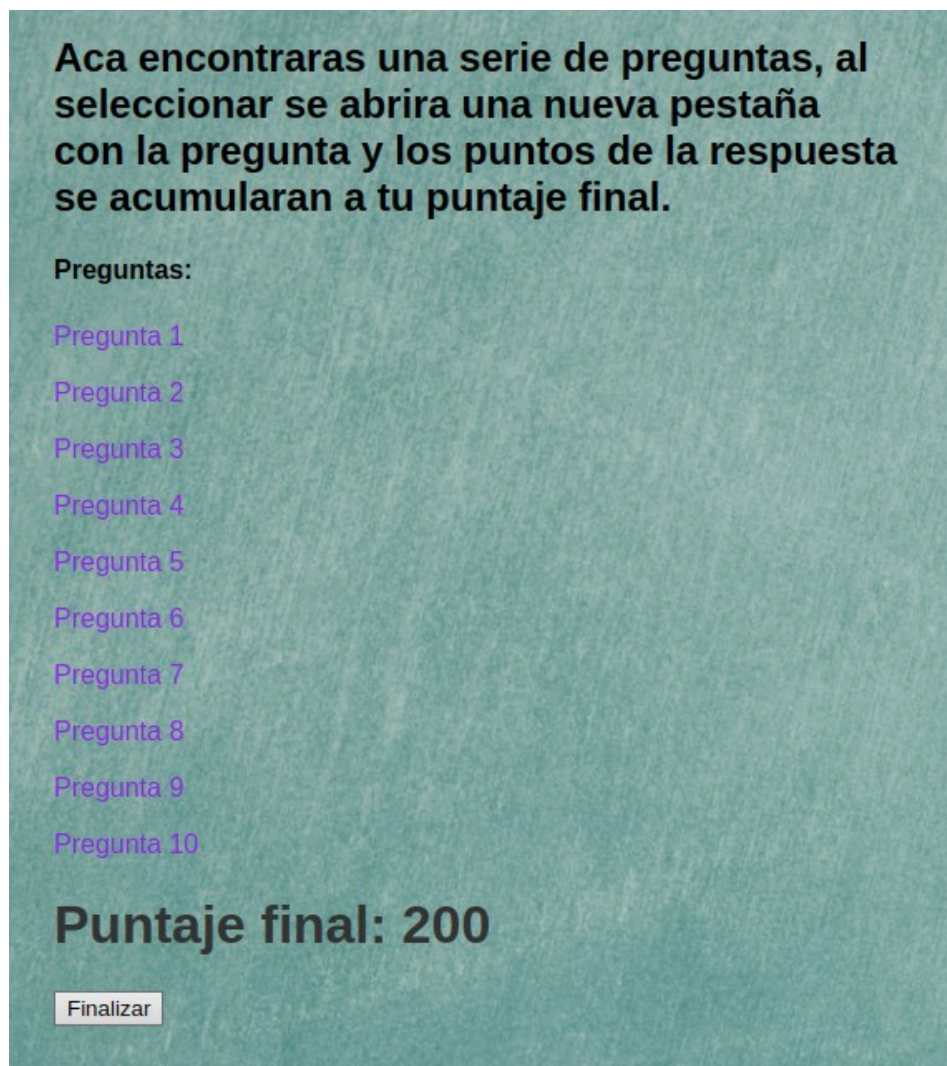 Aca encontraras una serie de preguntas, al
seleccionar se abrira una nueva pestaña
con la pregunta y los puntos de la respuesta
se acumularan a tu puntaje final.
Preguntas:
Pregunta 1
Pregunta 2
Pregunta 3
Pregunta 4
Pregunta 5
Pregunta 6
Pregunta 7
Pregunta 8
Pregunta 9
Pregunta 10
Puntaje final: 200
Finalizar